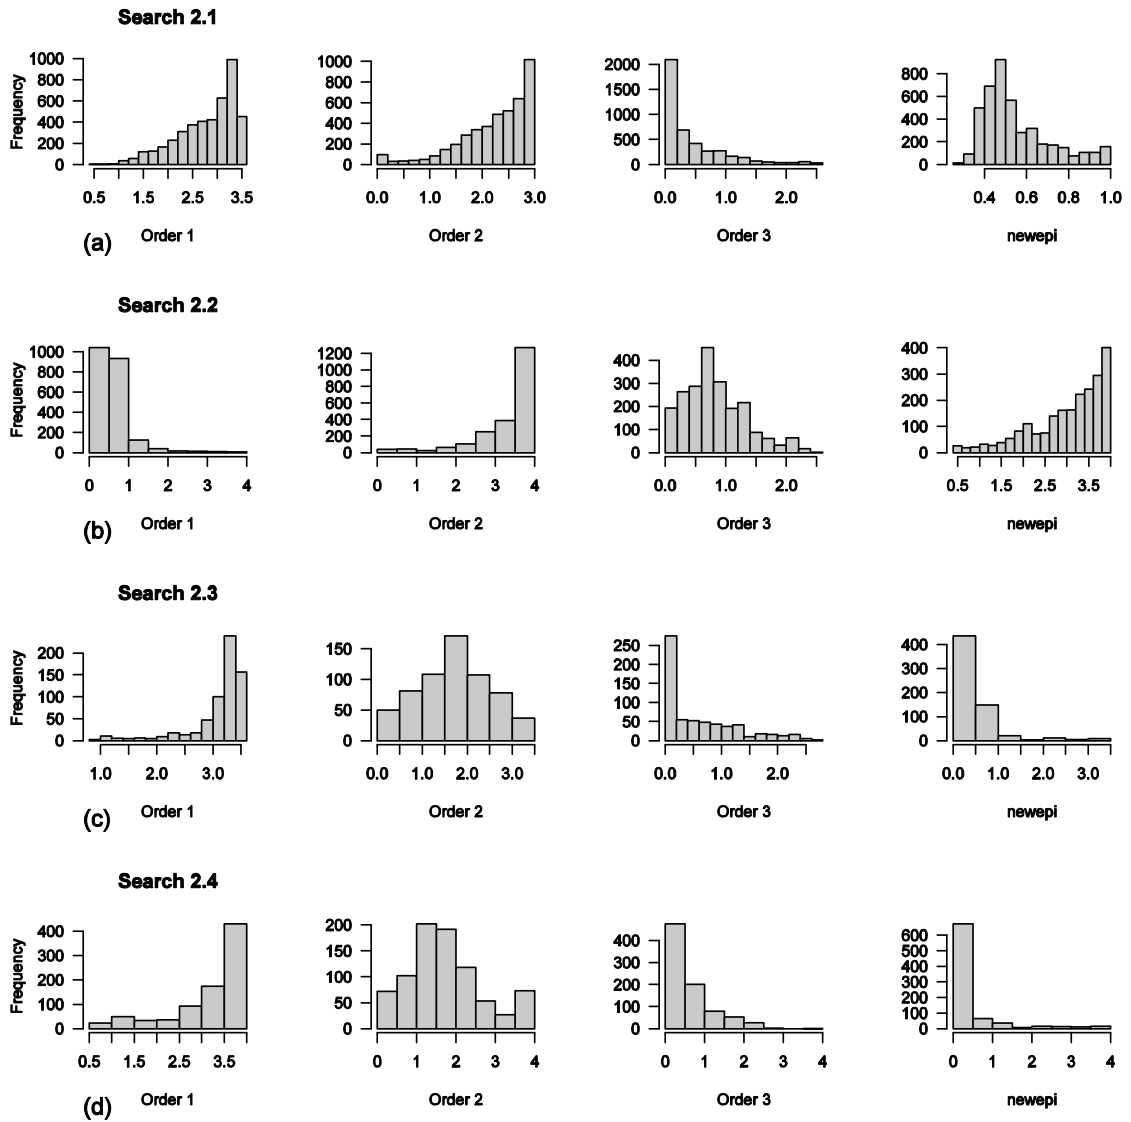 Search 2.1
Frequency
1000
800
600
400
200
0
0.5 1.5 2.5 3.5
Order 1
1000
800
600
400
200
0
0.0 1.0 2.0 3.0
Order 2
2000
1500
1000
500
0
0.0 1.0 2.0
Order 3
800
600
400
200
0
0.4 0.6 0.8 1.0
newepi
(a)
Search 2.2
Frequency
1000
800
600
400
200
0
0 1 2 3 4
Order 1
1200
800
600
400
200
0
0 1 2 3 4
Order 2
400
300
200
100
0
0.0 1.0 2.0
Order 3
400
300
200
100
0
0.5 1.5 2.5 3.5
newepi
(b)
Search 2.3
Frequency
200
150
100
50
0
1.0 2.0 3.0
Order 1
150
100
50
0
0.0 1.0 2.0 3.0
Order 2
250
200
150
100
50
0
0.0 1.0 2.0
Order 3
400
300
200
100
0
0.0 1.0 2.0 3.0
newepi
(c)
Search 2.4
Frequency
400
300
200
100
0
0.5 1.5 2.5 3.5
Order 1
200
150
100
50
0
0 1 2 3 4
Order 2
400
300
200
100
0
0 1 2 3 4
Order 3
600
500
400
300
200
100
0
0 1 2 3 4
newepi
(d)